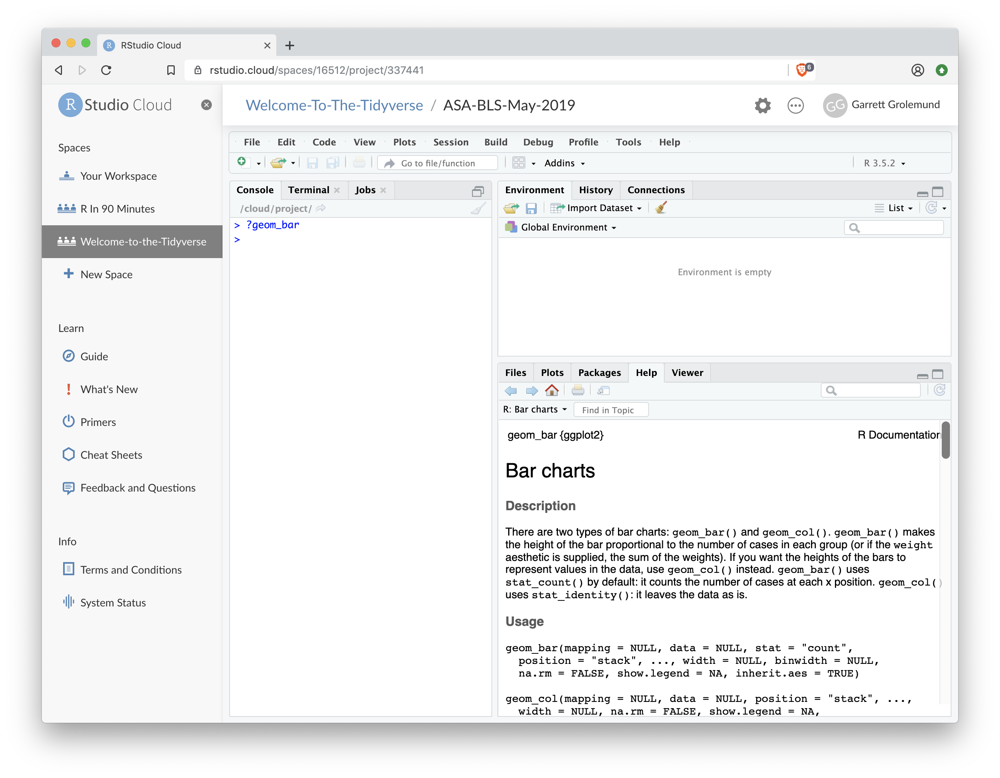 RStudio Cloud
rstudio.cloud/spaces/16512/project/337441
6
R Studio Cloud
Welcome-To-The-Tidyverse / ASA-BLS-May-2019
GG Garrett Grolemund
Spaces
Your Workspace
R In 90 Minutes
Welcome-to-the-Tidyverse
New Space
Learn
Guide
What's New
Primers
Cheat Sheets
Feedback and Questions
Info
Terms and Conditions
System Status
File Edit Code View Plots Session Build Debug Profile Tools Help
Go to file/function Addins R 3.5.2
Console Terminal Jobs
/cloud/project/
> ?geom_bar
>
Environment History Connections
Import Dataset List
Global Environment
Environment is empty
Files Plots Packages Help Viewer
R: Bar charts Find in Topic
geom_bar {ggplot2} R Documentation
Bar charts
Description
There are two types of bar charts: geom_bar() and geom_col(). geom_bar() makes
the height of the bar proportional to the number of cases in each group (or if the weight
aesthetic is supplied, the sum of the weights). If you want the heights of the bars to
represent values in the data, use geom_col() instead. geom_bar() uses
stat_count() by default: it counts the number of cases at each x position. geom_col()
uses stat_identity(): it leaves the data as is.
Usage
geom_bar(mapping = NULL, data = NULL, stat = "count",
position = "stack", ..., width = NULL, binwidth = NULL,
na.rm = FALSE, show.legend = NA, inherit.aes = TRUE)
geom_col(mapping = NULL, data = NULL, position = "stack", ...,
width = NULL, na.rm = FALSE, show.legend = NA,